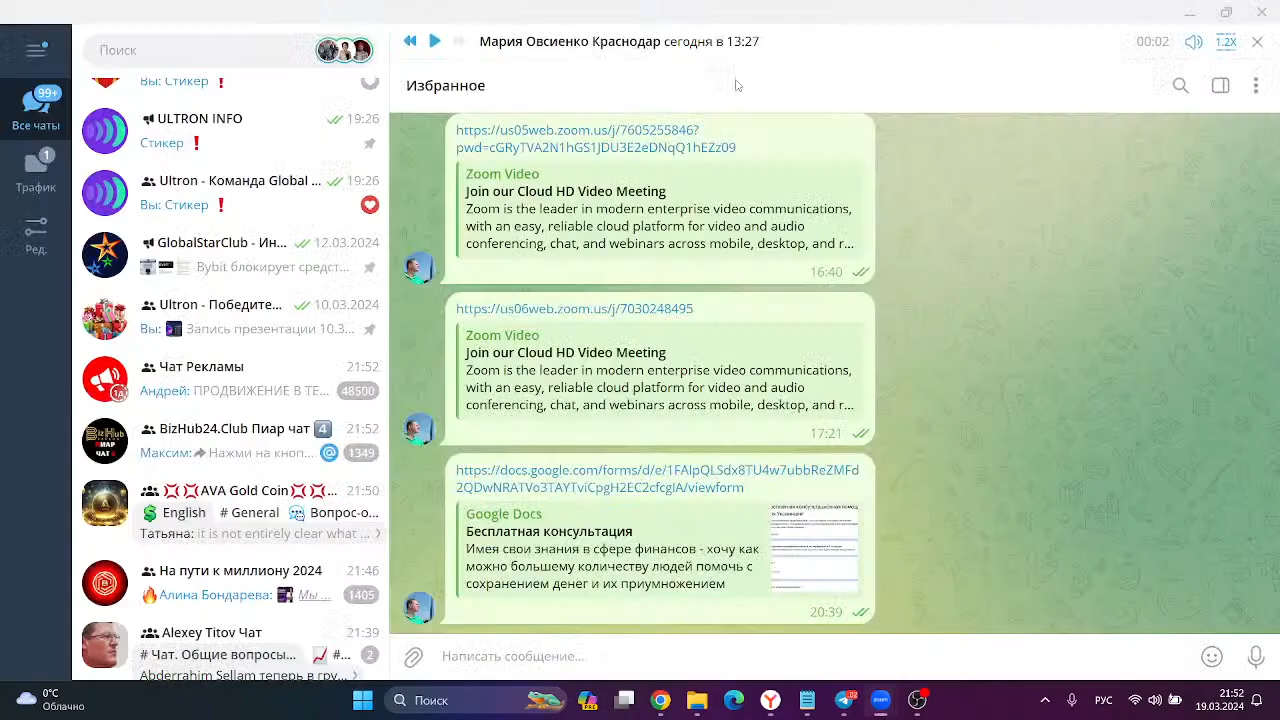 Поиск
Мария Овсиенко Краснодар сегодня в 13:27
00:02
1.2X
99+
Все чаты
1
Трафик
Ред.
Вы: Стикер ❗
ULTRON INFO
19:26
Стикер ❗
Ultron - Команда Global ...
19:26
Вы: Стикер ❗
GlobalStarClub - Ин...
12.03.2024
Bybit блокирует средст...
Ultron - Победите...
10.03.2024
Вы: Запись презентации 10.3...
Чат Рекламы
21:52
Андрей: ПРОДВИЖЕНИЕ В ТЕ...
48500
BizHub24.Club Пиар чат 4
21:52
Максим: Нажми на кноп...
@ 1349
AVA Gold Coin
21:50
English # General Вопрос-о...
it is not entirely clear what...
На пути к миллиону 2024
21:46
Алина Бондарева: Мы ...
1405
Alexey Titov Чат
21:39
# Чат. Общие вопросы... #...
2
Abderrahim Sellam теперь в гру...
Избранное
https://us05web.zoom.us/j/7605255846?
pwd=cGRyTVA2N1hGS1JDU3E2eDNqQ1hEZz09
Zoom Video
Join our Cloud HD Video Meeting
Zoom is the leader in modern enterprise video communications,
with an easy, reliable cloud platform for video and audio
conferencing, chat, and webinars across mobile, desktop, and r...
16:40
https://us06web.zoom.us/j/7030248495
Zoom Video
Join our Cloud HD Video Meeting
Zoom is the leader in modern enterprise video communications,
with an easy, reliable cloud platform for video and audio
conferencing, chat, and webinars across mobile, desktop, and r...
17:21
https://docs.google.com/forms/d/e/1FAIpQLSdx8TU4w7ubbReZMFd
2QDwNRATVo3TAYTviCpgH2EC2cfcgIA/viewform
Google Docs
Бесплатная консультация
Имея свои знания в сфере финансов - хочу как
можно большему количеству людей помочь с
сохранением денег и их приумножением
20:39
Написать сообщение...
0°C
Облачно
Поиск
PRE
zoom
РУС
21:52
19.03.2024